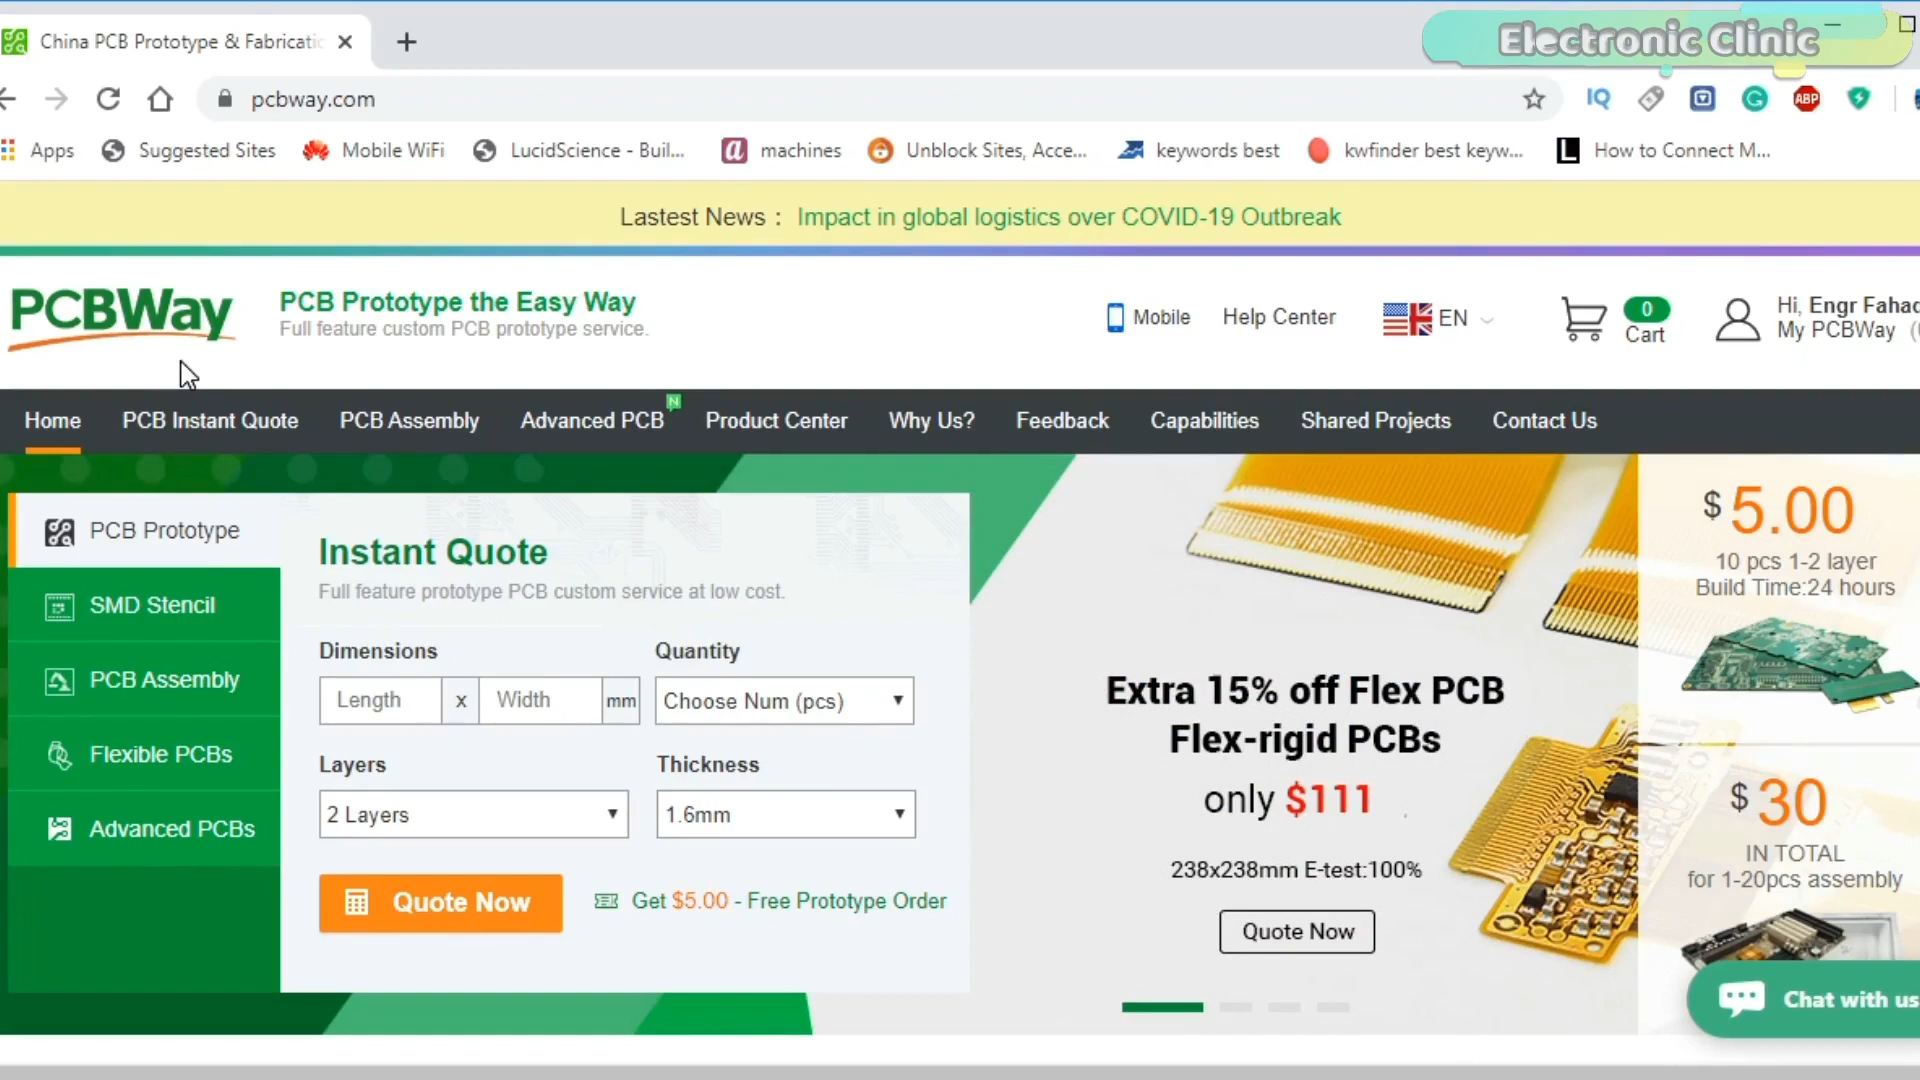 China PCB Prototype & Fabricatic
Electronic Clinic
pcbway.com
IQ
ABP
Apps
Suggested Sites
Mobile WiFi
LucidScience - Buil...
machines
Unblock Sites, Acce...
keywords best
kwfinder best keyw...
How to Connect M...
Lastest News : Impact in global logistics over COVID-19 Outbreak
PCBWay
PCB Prototype the Easy Way
Full feature custom PCB prototype service.
Mobile
Help Center
EN
0
Cart
Hi, Engr Fahad
My PCBWay
Home
PCB Instant Quote
PCB Assembly
Advanced PCB
N
Product Center
Why Us?
Feedback
Capabilities
Shared Projects
Contact Us
PCB Prototype
SMD Stencil
PCB Assembly
Flexible PCBs
Advanced PCBs
Instant Quote
Full feature prototype PCB custom service at low cost.
Dimensions
Quantity
Length x Width mm
Choose Num (pcs)
Layers
Thickness
2 Layers
1.6mm
Quote Now
Get $5.00 - Free Prototype Order
Extra 15% off Flex PCB
Flex-rigid PCBs
only $111
238x238mm E-test:100%
Quote Now
$ 5.00
10 pcs 1-2 layer
Build Time:24 hours
$ 30
IN TOTAL
for 1-20pcs assembly
Chat with us